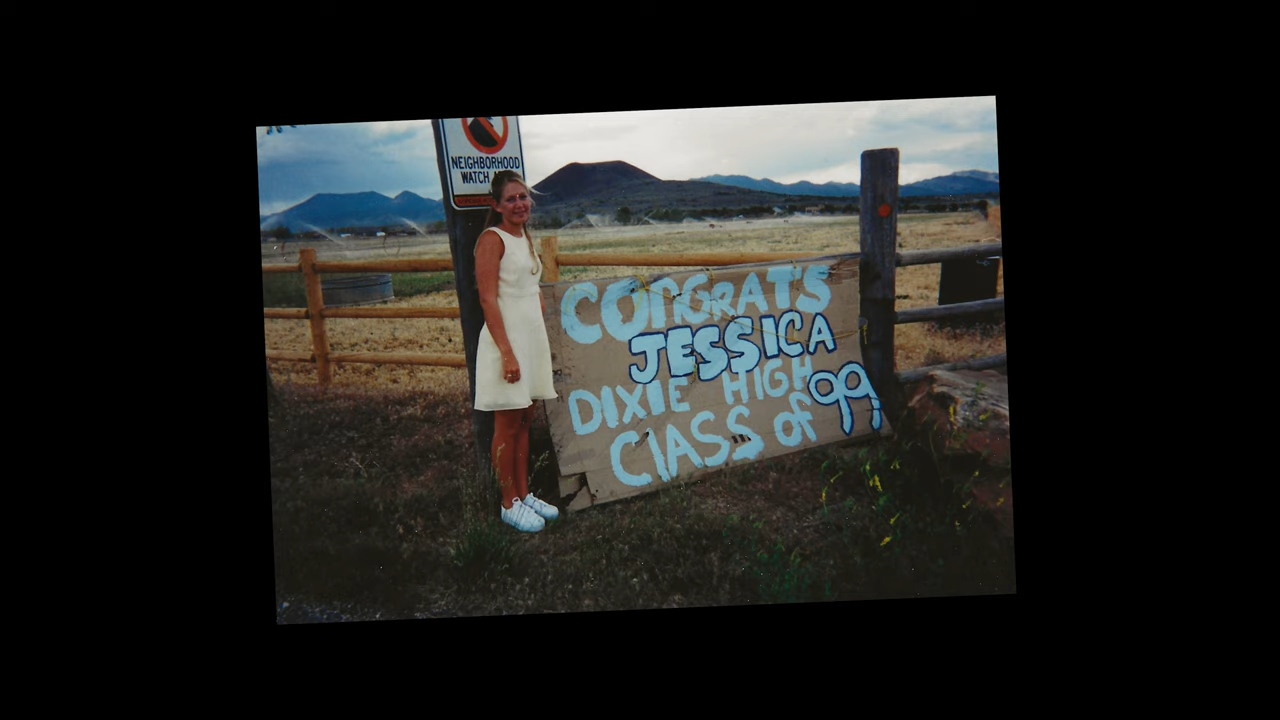 NEIGHBORHOOD
WATCH
CONGRATS
JESSICA
DIXIE HIGH
ClASS of 99